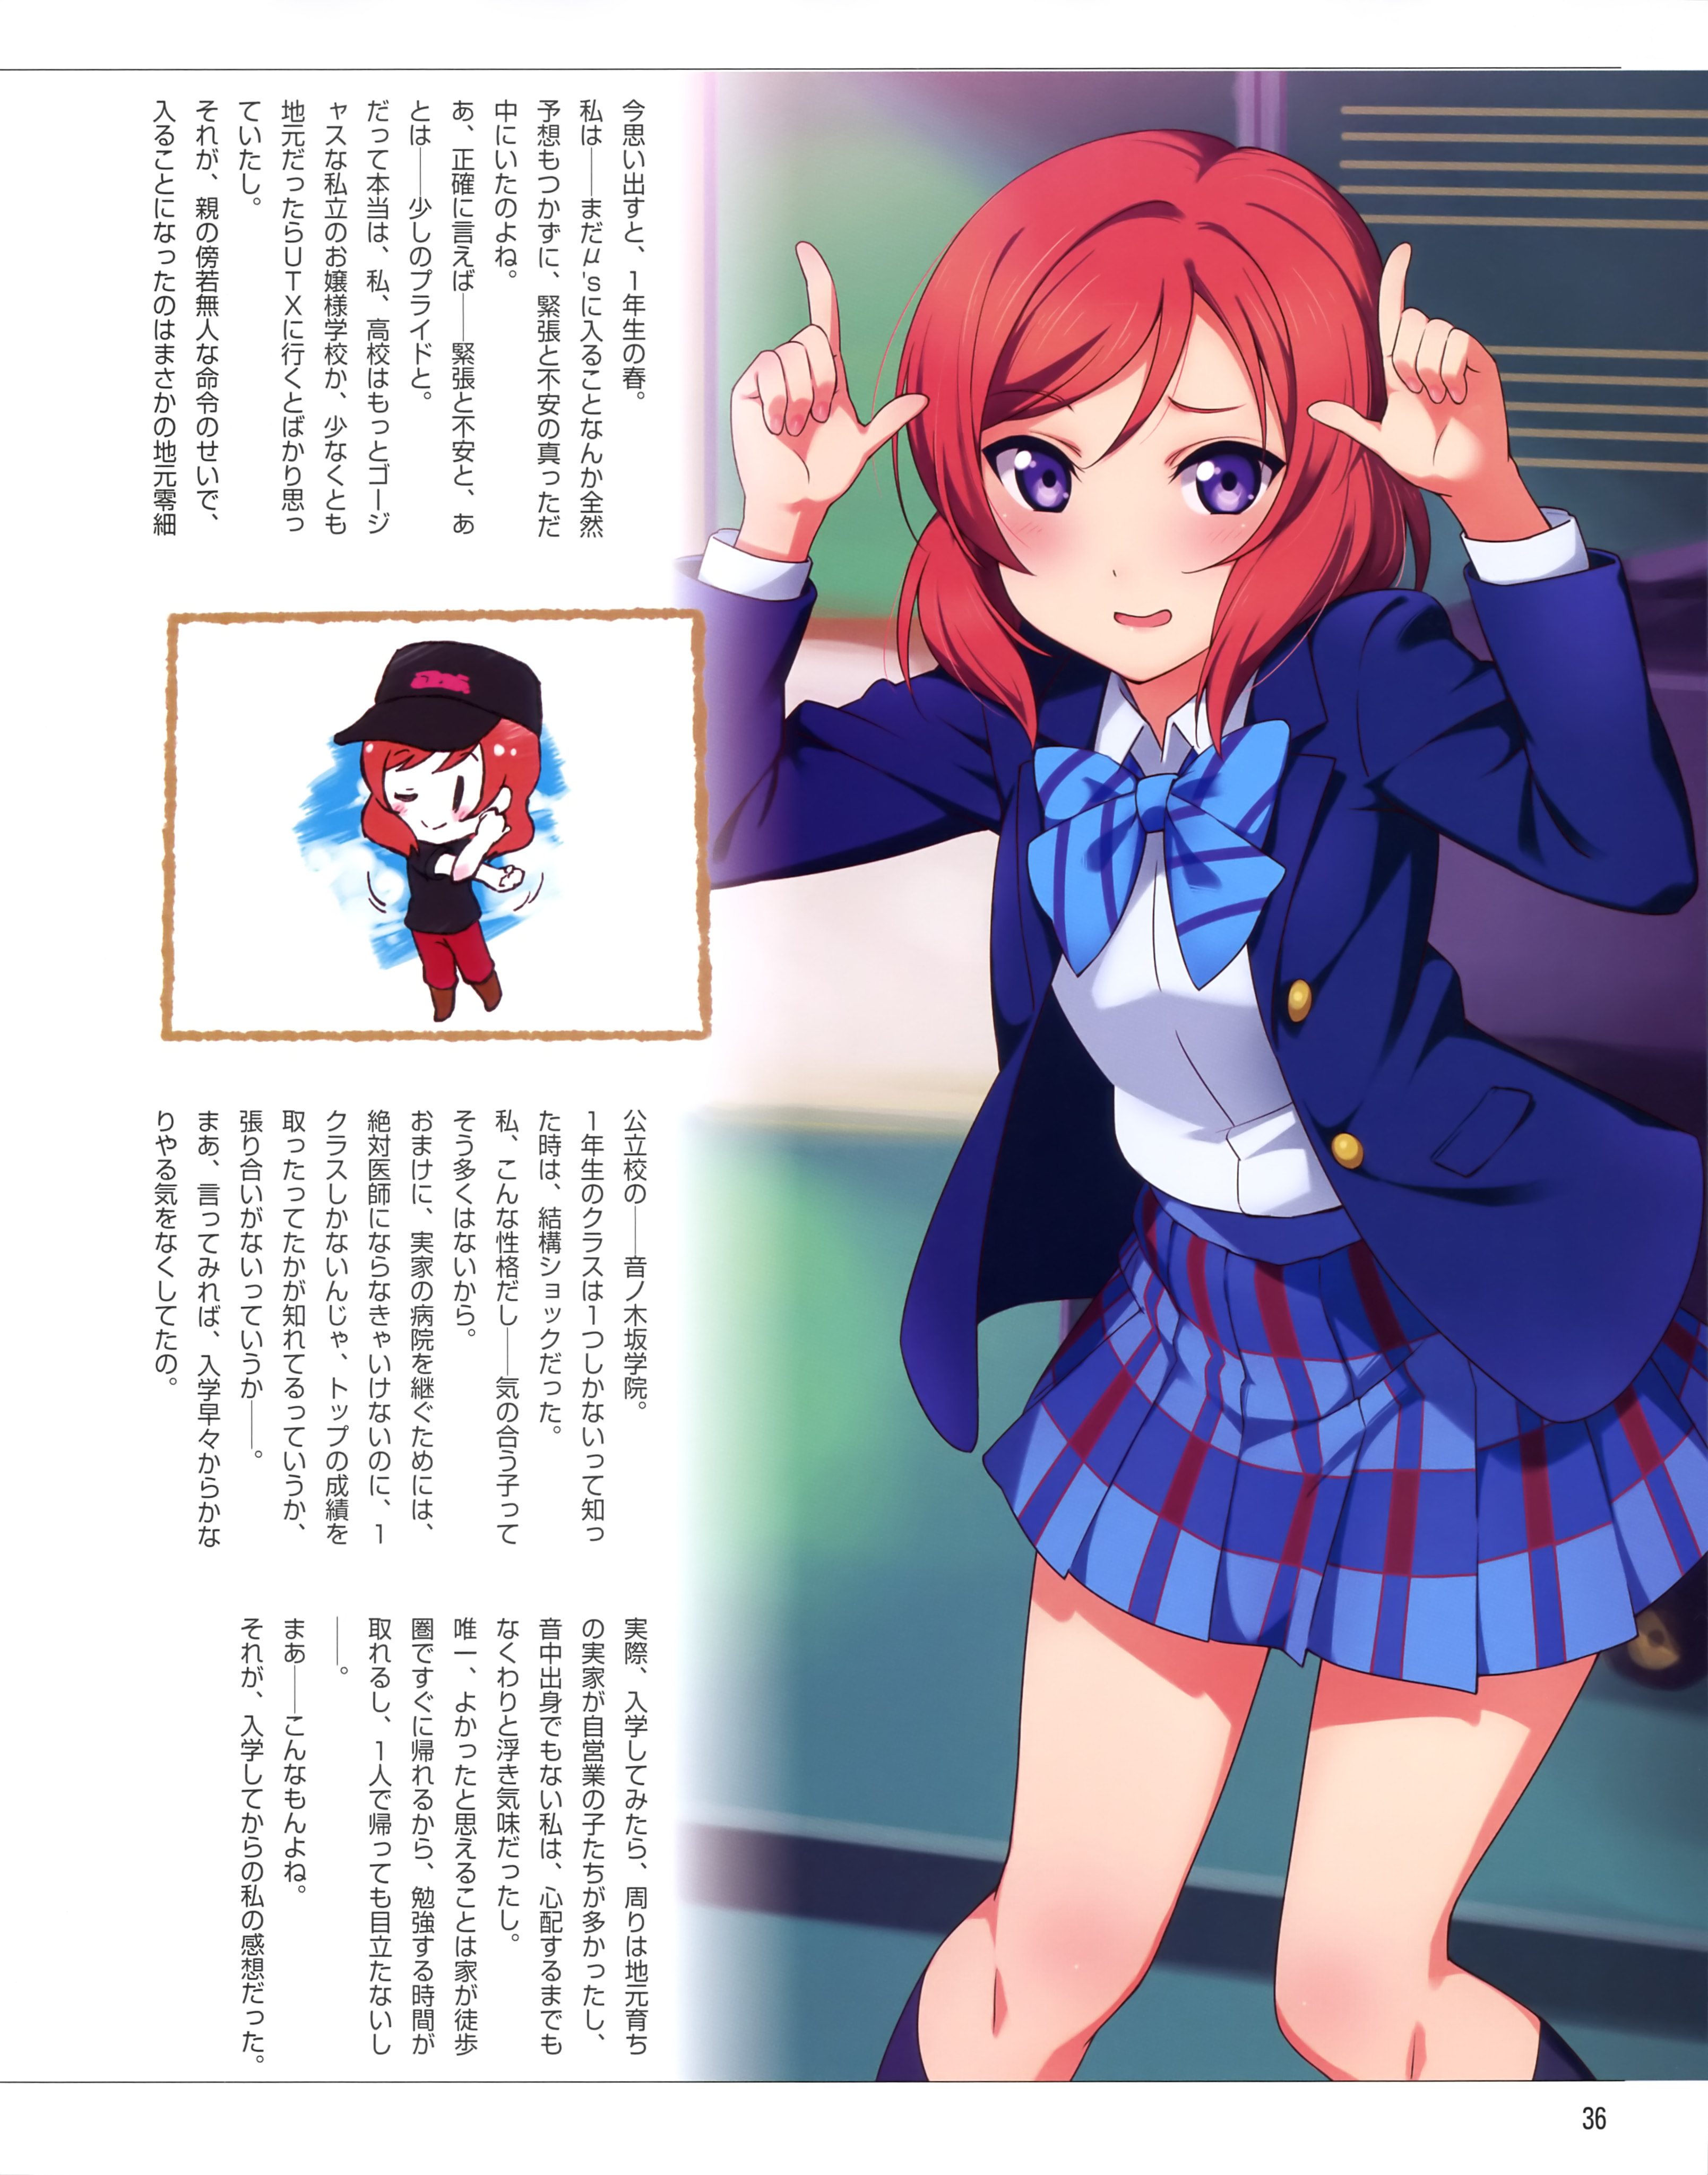 今思い出すと、1年生の春。
私は――まだμ'sに入ることなんか全然
予想もつかずに、緊張と不安の真っただ
中にいたのよね。
あ、正確に言えば――緊張と不安と、あ
とは――少しのプライドと。
だって本当は、私、高校はもっとゴージ
ャスな私立のお嬢様学校か、少なくとも
地元だったらUTXに行くとばかり思っ
ていたし。
それが、親の傍若無人な命令のせいで、
入ることになったのはまさかの地元零細
公立校の――音ノ木坂学院。
1年生のクラスは1つしかないって知っ
た時は、結構ショックだった。
私、こんな性格だし――気の合う子って
そう多くはないから。
おまけに、実家の病院を継ぐためには、
絶対医師にならなきゃいけないのに、1
クラスしかないんじゃ、トップの成績を
取ったってたかが知れてるっていうか、
張り合いがないっていうか――。
まあ、言ってみれば、入学早々からかな
りやる気をなくしてたの。
実際、入学してみたら、周りは地元育ち
の実家が自営業の子たちが多かったし、
音中出身でもない私は、心配するまでも
なくわりと浮き気味だったし。
唯一、よかったと思えることは家が徒歩
圏ですぐに帰れるから、勉強する時間が
取れるし、1人で帰っても目立たないし
――。
まあ――こんなもんよね。
それが、入学してからの私の感想だった。
36